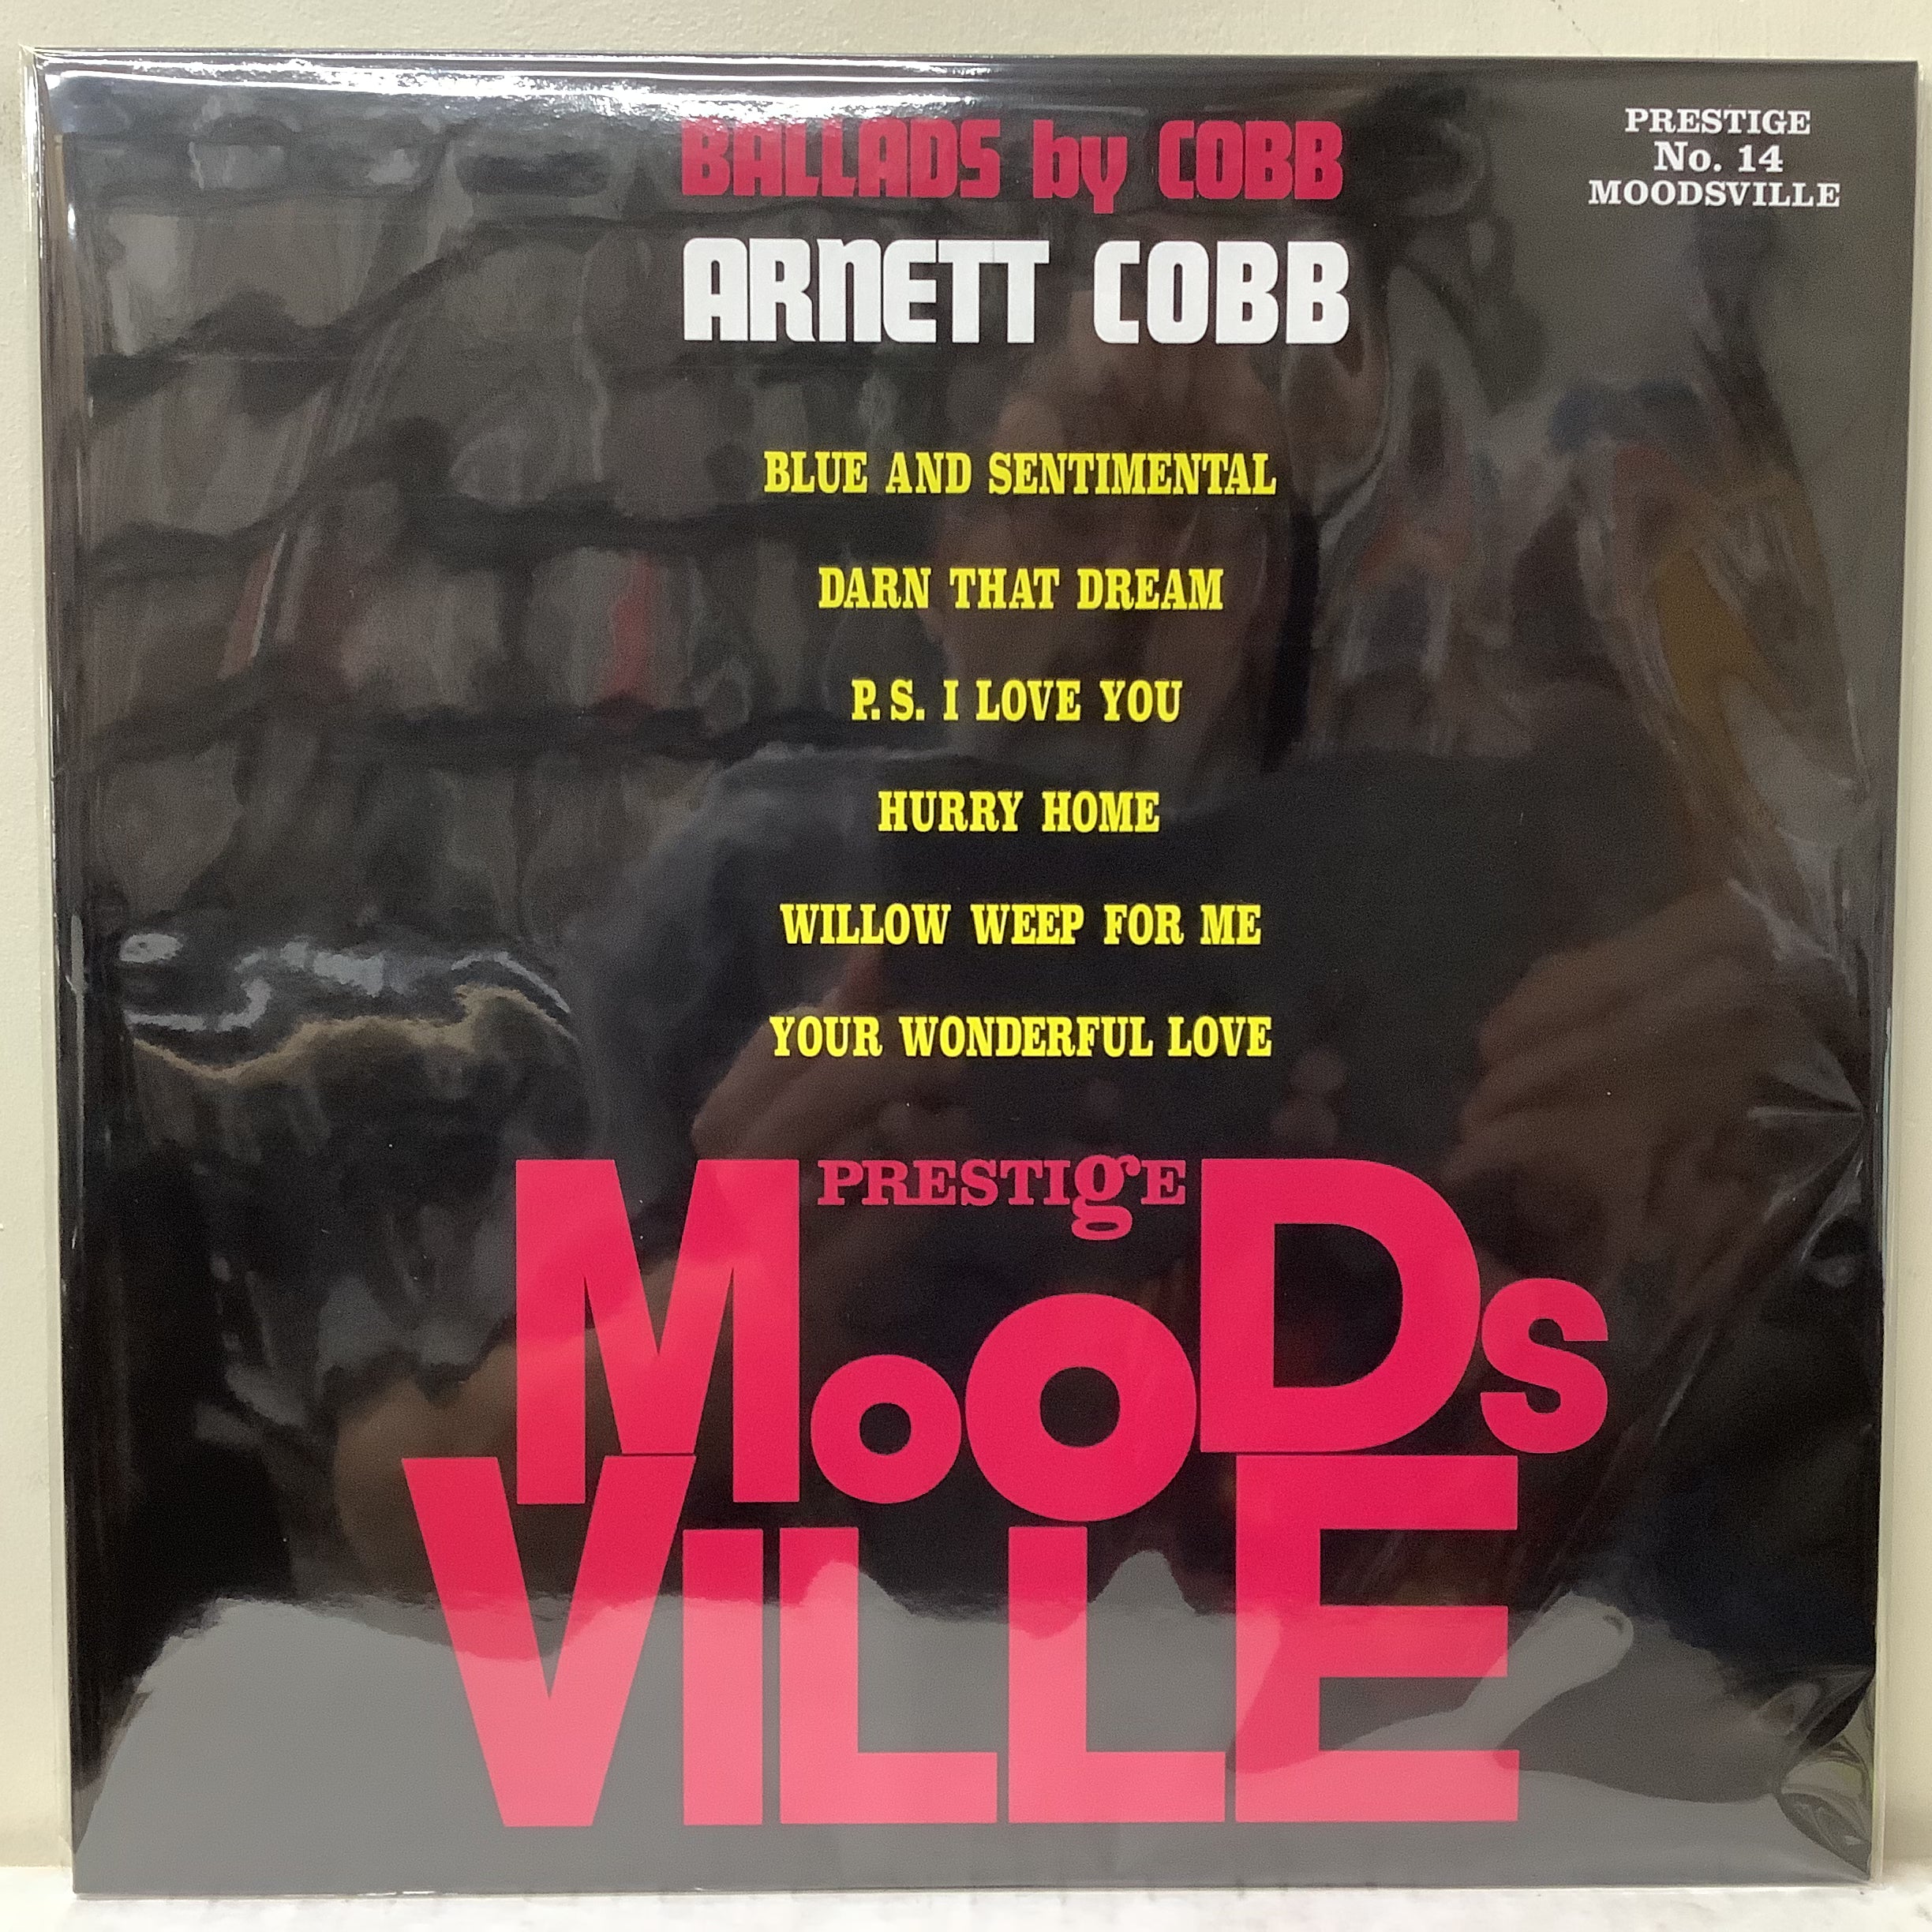 BALLADS by COBB
ARNETT COBB
PRESTIGE
No. 14
MOODSVILLE
BLUE AND SENTIMENTAL
DARN THAT DREAM
P.S. I LOVE YOU
HURRY HOME
WILLOW WEEP FOR ME
YOUR WONDERFUL LOVE
PRESTIgE
MooDs
VILLE